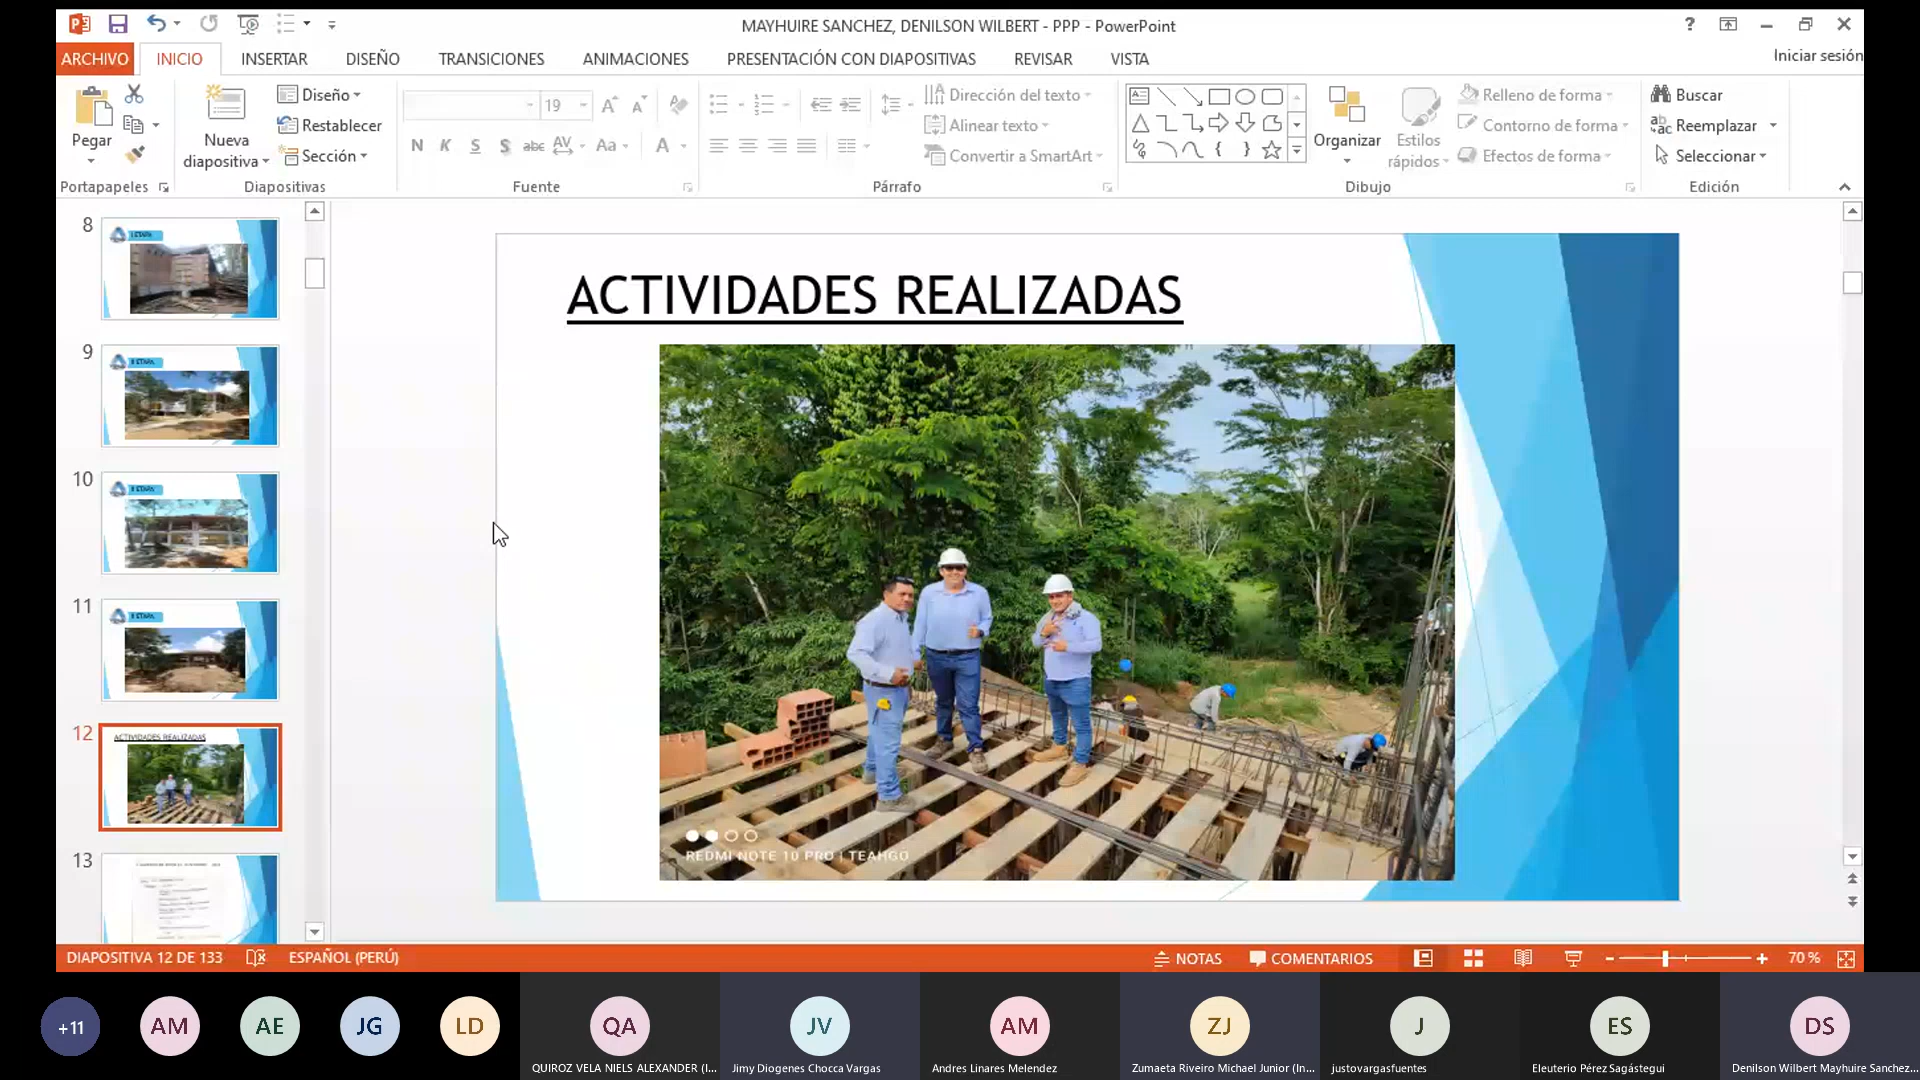 MAYHUIRE SANCHEZ, DENILSON WILBERT - PPP - PowerPoint
ARCHIVO INICIO INSERTAR DISEÑO TRANSICIONES ANIMACIONES PRESENTACIÓN CON DIAPOSITIVAS REVISAR VISTA Iniciar sesión
Pegar
Portapapeles
Nueva diapositiva
Diseño
Restablecer
Sección
Diapositivas
19
N K S S abc AV Aa A
Fuente
Dirección del texto
Alinear texto
Convertir a SmartArt
Párrafo
Organizar
Estilos rápidos
Relleno de forma
Contorno de forma
Efectos de forma
Dibujo
Buscar
Reemplazar
Seleccionar
Edición
8
9
10
11
12
ACTIVIDADES REALIZADAS
13
ACTIVIDADES REALIZADAS
REDMI NOTE 10 PRO | TEAHGO
DIAPOSITIVA 12 DE 133 ESPAÑOL (PERÚ) NOTAS COMENTARIOS 70 %
+11 AM AE JG LD QA JV AM ZJ J ES DS
QUIROZ VELA NIELS ALEXANDER (I... Jimy Diogenes Chocca Vargas Andres Linares Melendez Zumaeta Riveiro Michael Junior (In... justovargasfuentes Eleuterio Pérez Sagástegui Denilson Wilbert Mayhuire Sanchez...